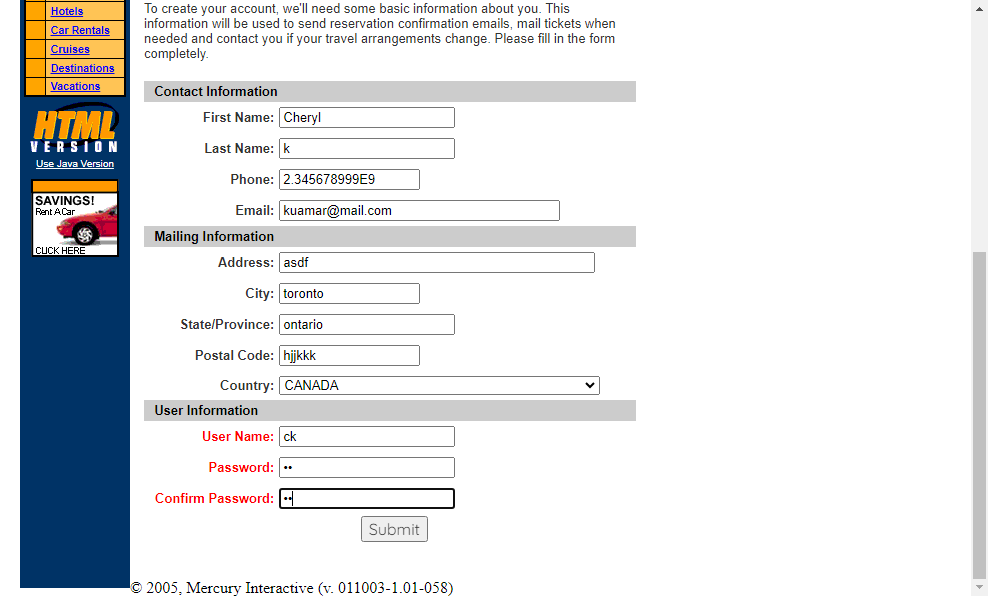 Hotels
Car Rentals
Cruises
Destinations
Vacations
HTML
VERSION
Use Java Version
SAVINGS!
Rent A Car
CLICK HERE
To create your account, we'll need some basic information about you. This
information will be used to send reservation confirmation emails, mail tickets when
needed and contact you if your travel arrangements change. Please fill in the form
completely.
Contact Information
First Name: Cheryl
Last Name: k
Phone: 2.345678999E9
Email: kuamar@mail.com
Mailing Information
Address: asdf
City: toronto
State/Province: ontario
Postal Code: hjjkkk
Country: CANADA
User Information
User Name: ck
Password: ••
Confirm Password: ••
Submit
© 2005, Mercury Interactive (v. 011003-1.01-058)